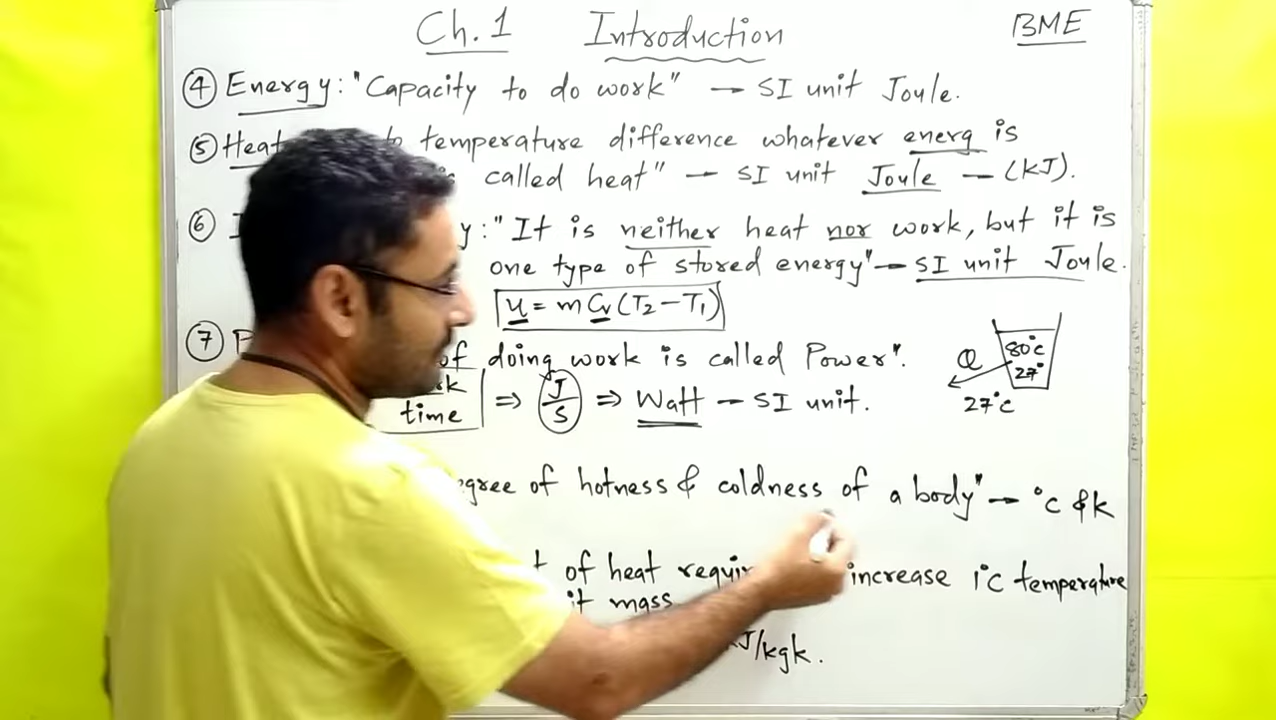 Ch. 1 Introduction BME
④ Energy: "Capacity to do work" – SI unit Joule.
⑤ Heat temperature difference whatever energ is
called heat" – SI unit Joule – (kJ).
⑥ : "It is neither heat nor work, but it is
one type of stored energy" – SI unit Joule.
u = m Cv (T2 – T1)
⑦ P of doing work is called Power".
time ⇒ J/s ⇒ Watt – SI unit.
80°c
27°
Q
27°c
of hotness & coldness of a body" – °c & k
of heat increase 1°c temperature
mass
kJ/kgk.